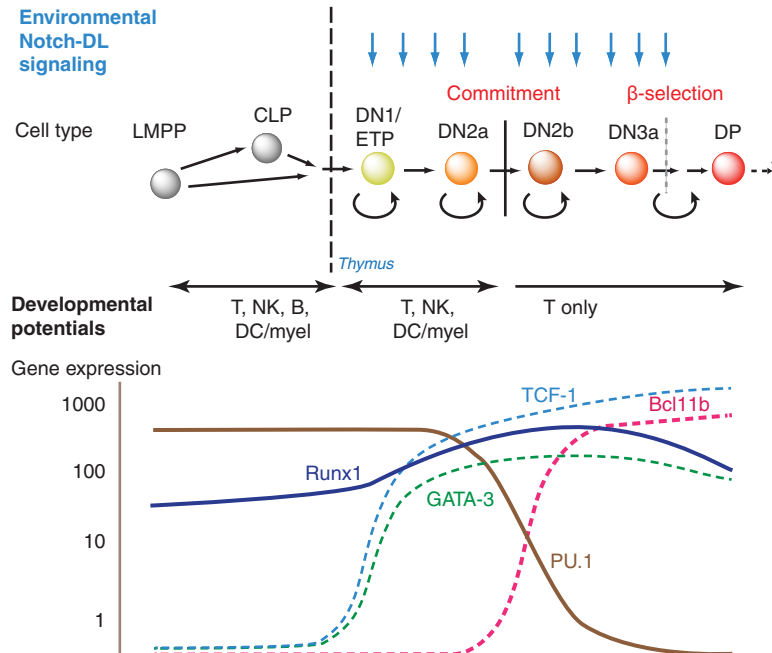 Environmental
Notch-DL
signaling
Commitment
β-selection
Cell type
LMPP
CLP
DN1/
ETP
DN2a
DN2b
DN3a
DP
Thymus
Developmental
potentials
T, NK, B,
DC/myel
T, NK,
DC/myel
T only
Gene expression
1000
100
10
1
TCF-1
Bcl11b
Runx1
GATA-3
PU.1